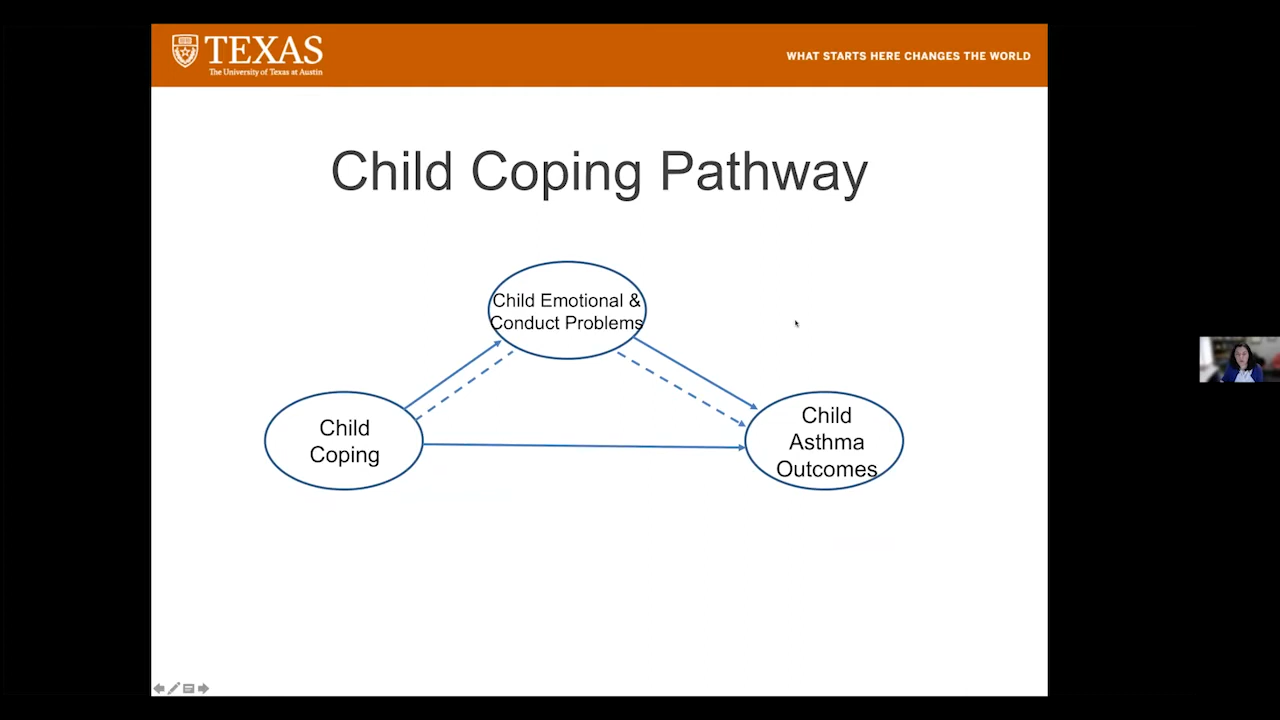 TEXAS
The University of Texas at Austin
WHAT STARTS HERE CHANGES THE WORLD
Child Coping Pathway
Child Emotional &
Conduct Problems
Child
Coping
Child
Asthma
Outcomes